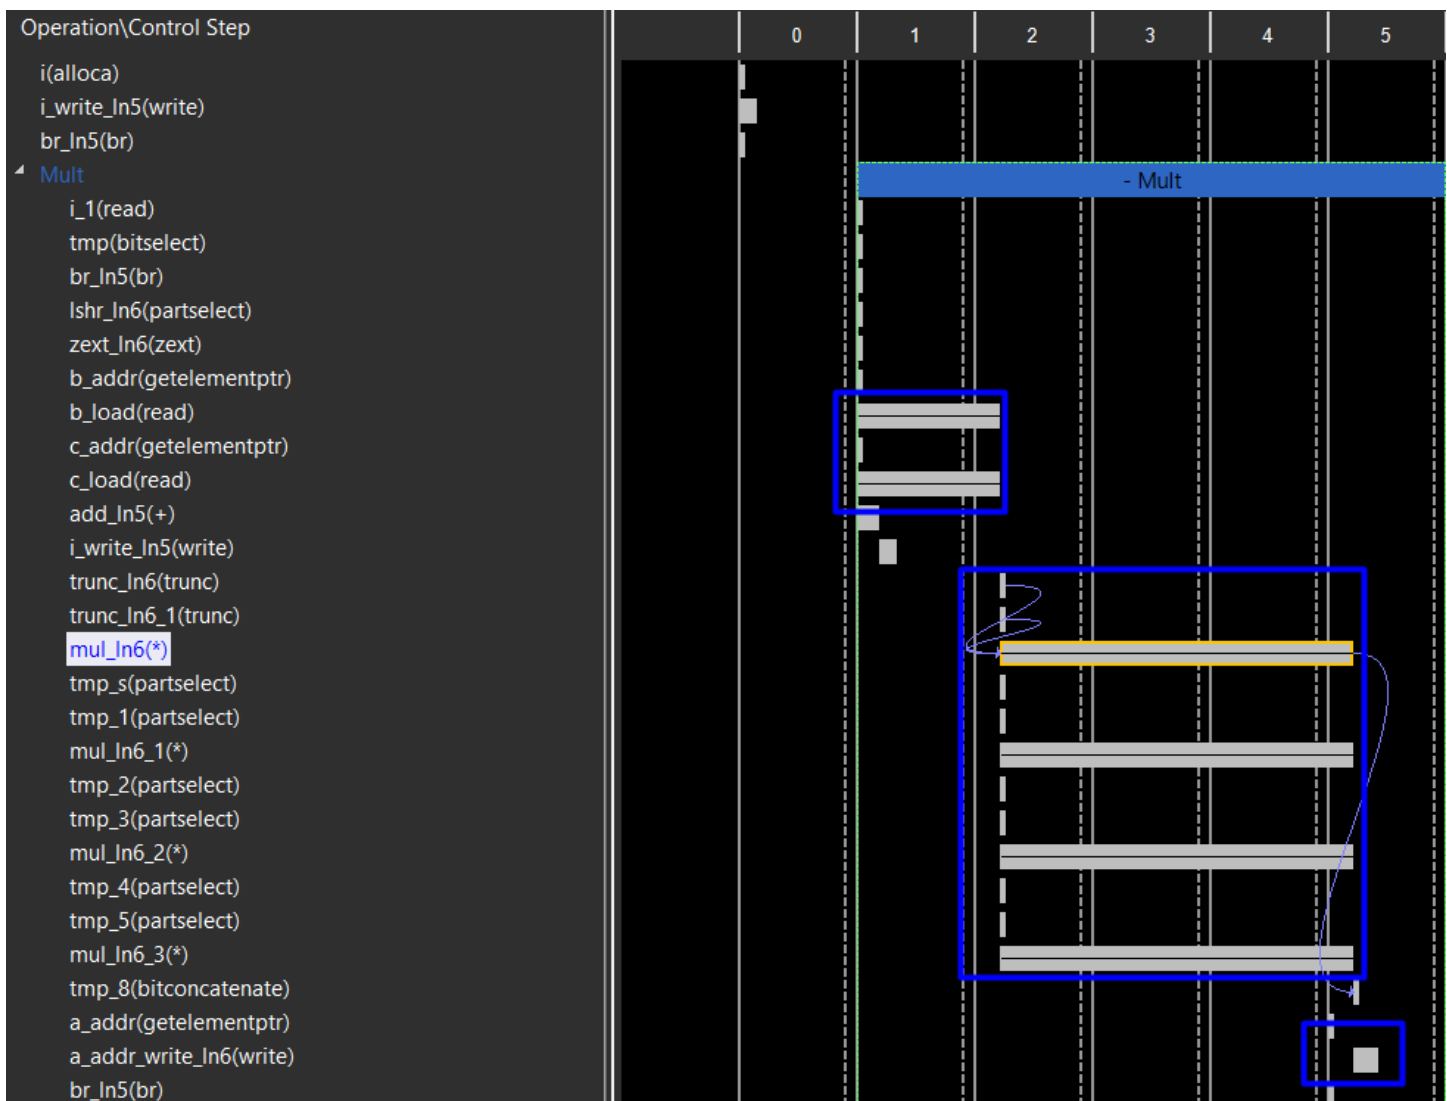 Operation\Control Step
0 1 2 3 4 5
i(alloca)
i_write_ln5(write)
br_ln5(br)
Mult
- Mult
i_1(read)
tmp(bitselect)
br_ln5(br)
lshr_ln6(partselect)
zext_ln6(zext)
b_addr(getelementptr)
b_load(read)
c_addr(getelementptr)
c_load(read)
add_ln5(+)
i_write_ln5(write)
trunc_ln6(trunc)
trunc_ln6_1(trunc)
mul_ln6(*)
tmp_s(partselect)
tmp_1(partselect)
mul_ln6_1(*)
tmp_2(partselect)
tmp_3(partselect)
mul_ln6_2(*)
tmp_4(partselect)
tmp_5(partselect)
mul_ln6_3(*)
tmp_8(bitconcatenate)
a_addr(getelementptr)
a_addr_write_ln6(write)
br_ln5(br)